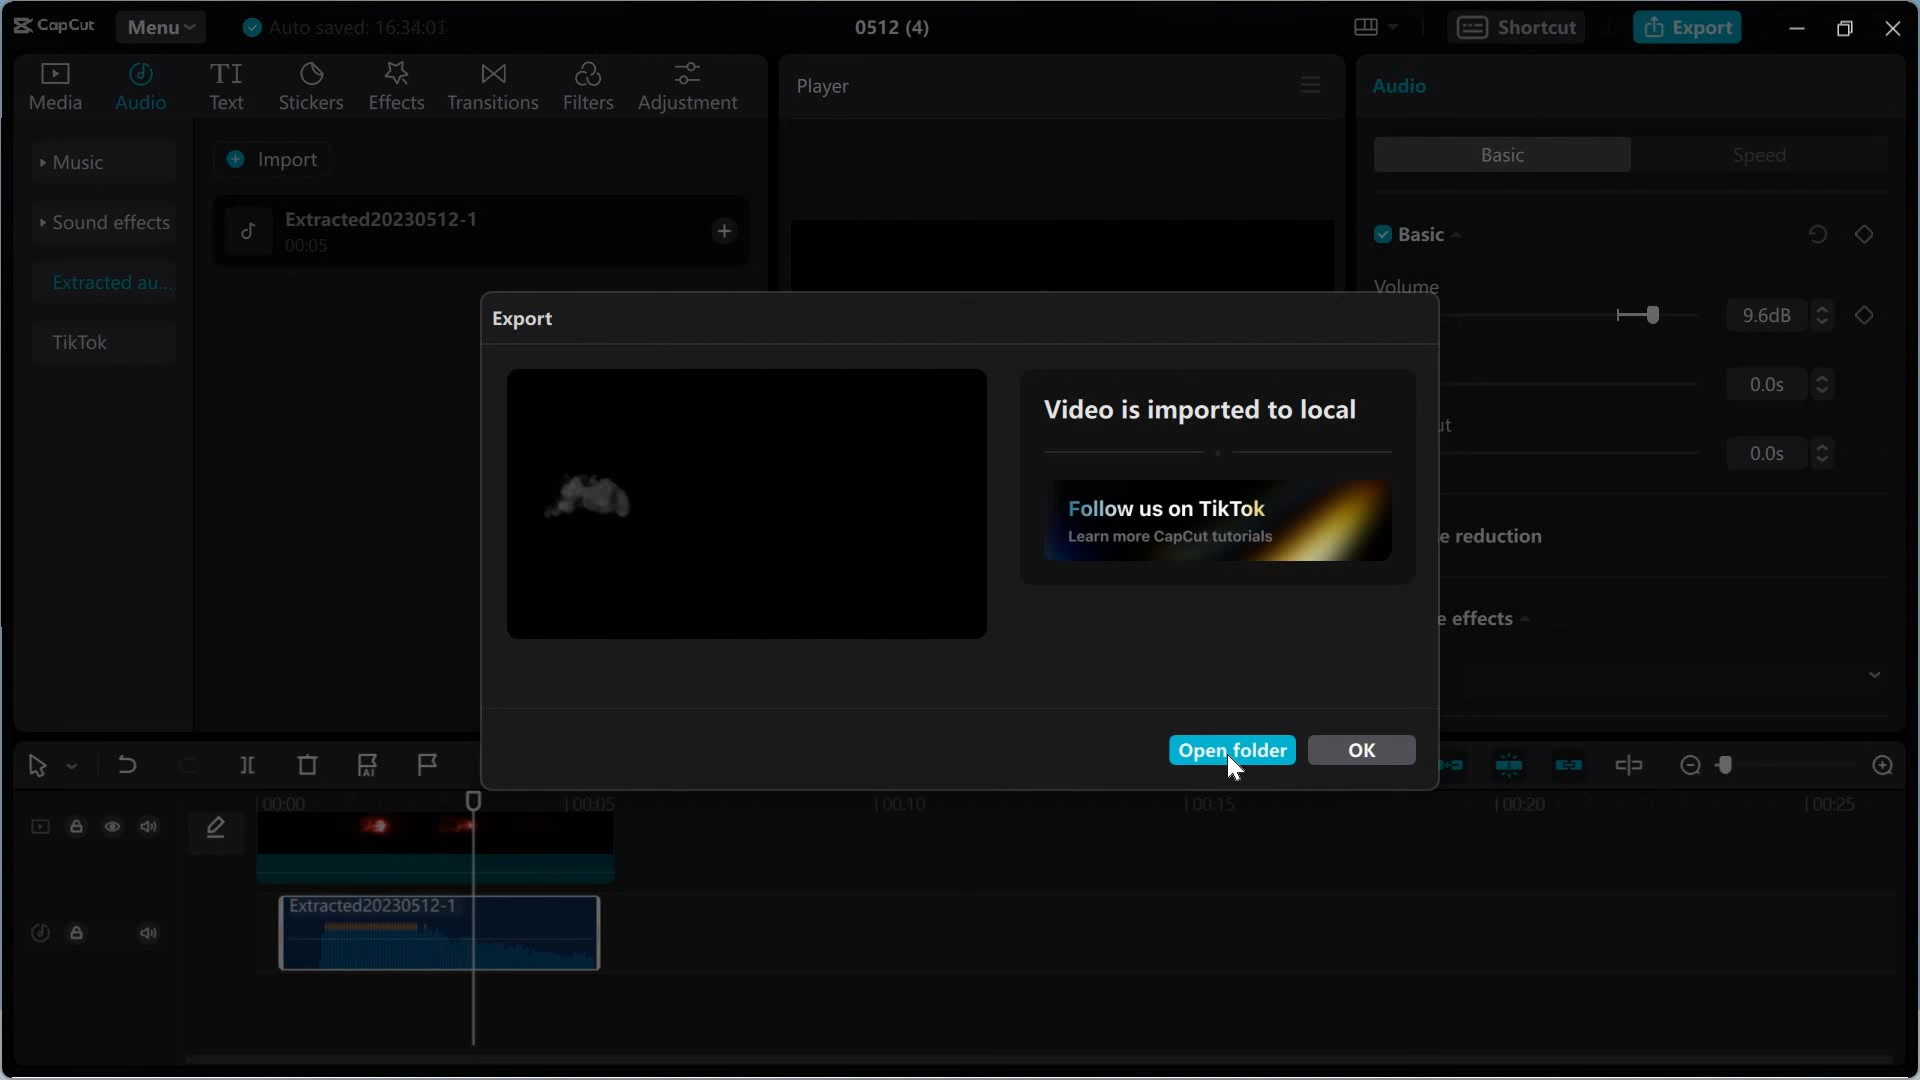 CapCut
Menu
Auto saved: 16:34:01
0512 (4)
Shortcut
Export
Media
Audio
Text
Stickers
Effects
Transitions
Filters
Adjustment
Player
Audio
Music
Sound effects
Extracted au...
TikTok
Import
Extracted20230512-1
00:05
Basic
Speed
Basic
Volume
9.6dB
0.0s
ut
0.0s
e reduction
e effects
Export
Video is imported to local
Follow us on TikTok
Learn more CapCut tutorials
Open folder
OK
00:00
00:05
00:10
00:15
00:20
00:25
Extracted20230512-1